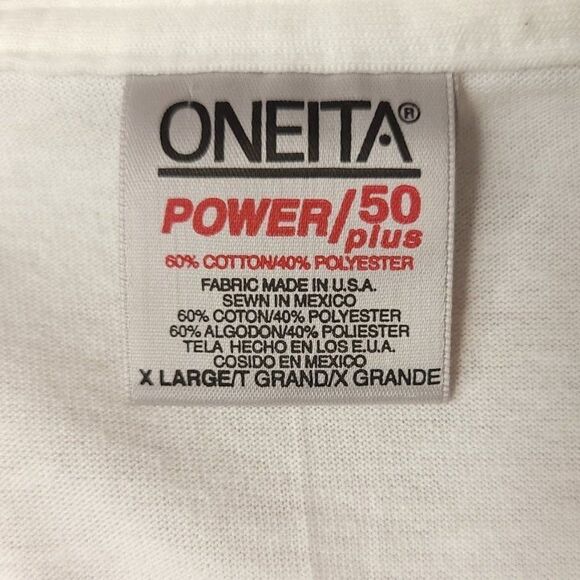 ONEITA®
POWER/50 plus
60% COTTON/40% POLYESTER
FABRIC MADE IN U.S.A.
SEWN IN MEXICO
60% COTON/40% POLYESTER
60% ALGODON/40% POLIESTER
TELA HECHO EN LOS E.U.A.
COSIDO EN MEXICO
X LARGE/T GRAND/X GRANDE